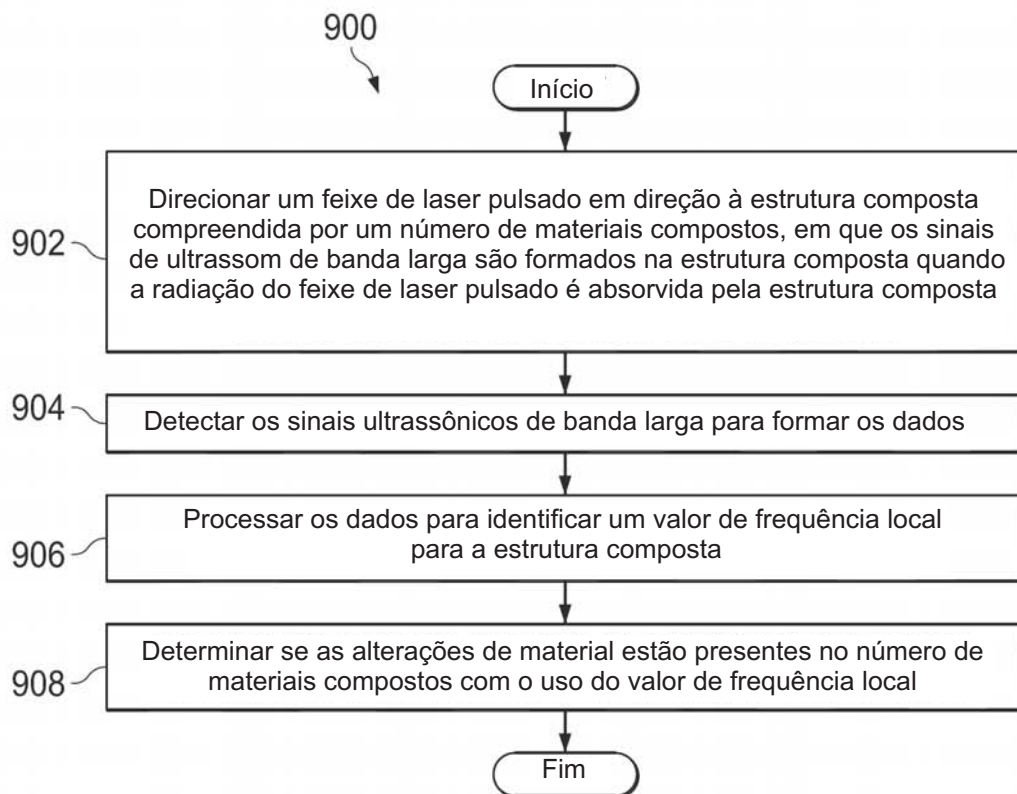 900
Início
902
Direcionar um feixe de laser pulsado em direção à estrutura composta
compreendida por um número de materiais compostos, em que os sinais
de ultrassom de banda larga são formados na estrutura composta quando
a radiação do feixe de laser pulsado é absorvida pela estrutura composta
904
Detectar os sinais ultrassônicos de banda larga para formar os dados
906
Processar os dados para identificar um valor de frequência local
para a estrutura composta
908
Determinar se as alterações de material estão presentes no número de
materiais compostos com o uso do valor de frequência local
Fim